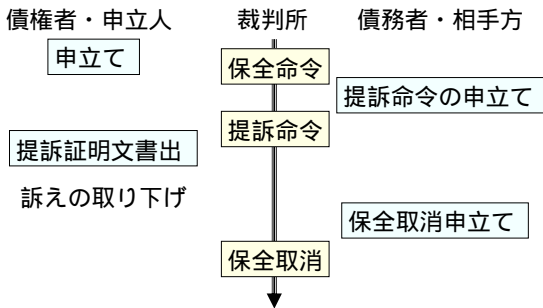 債権者・申立人
裁判所
債務者・相手方
申立て
保全命令
提訴命令の申立て
提訴命令
提訴証明文書出
訴えの取り下げ
保全取消申立て
保全取消